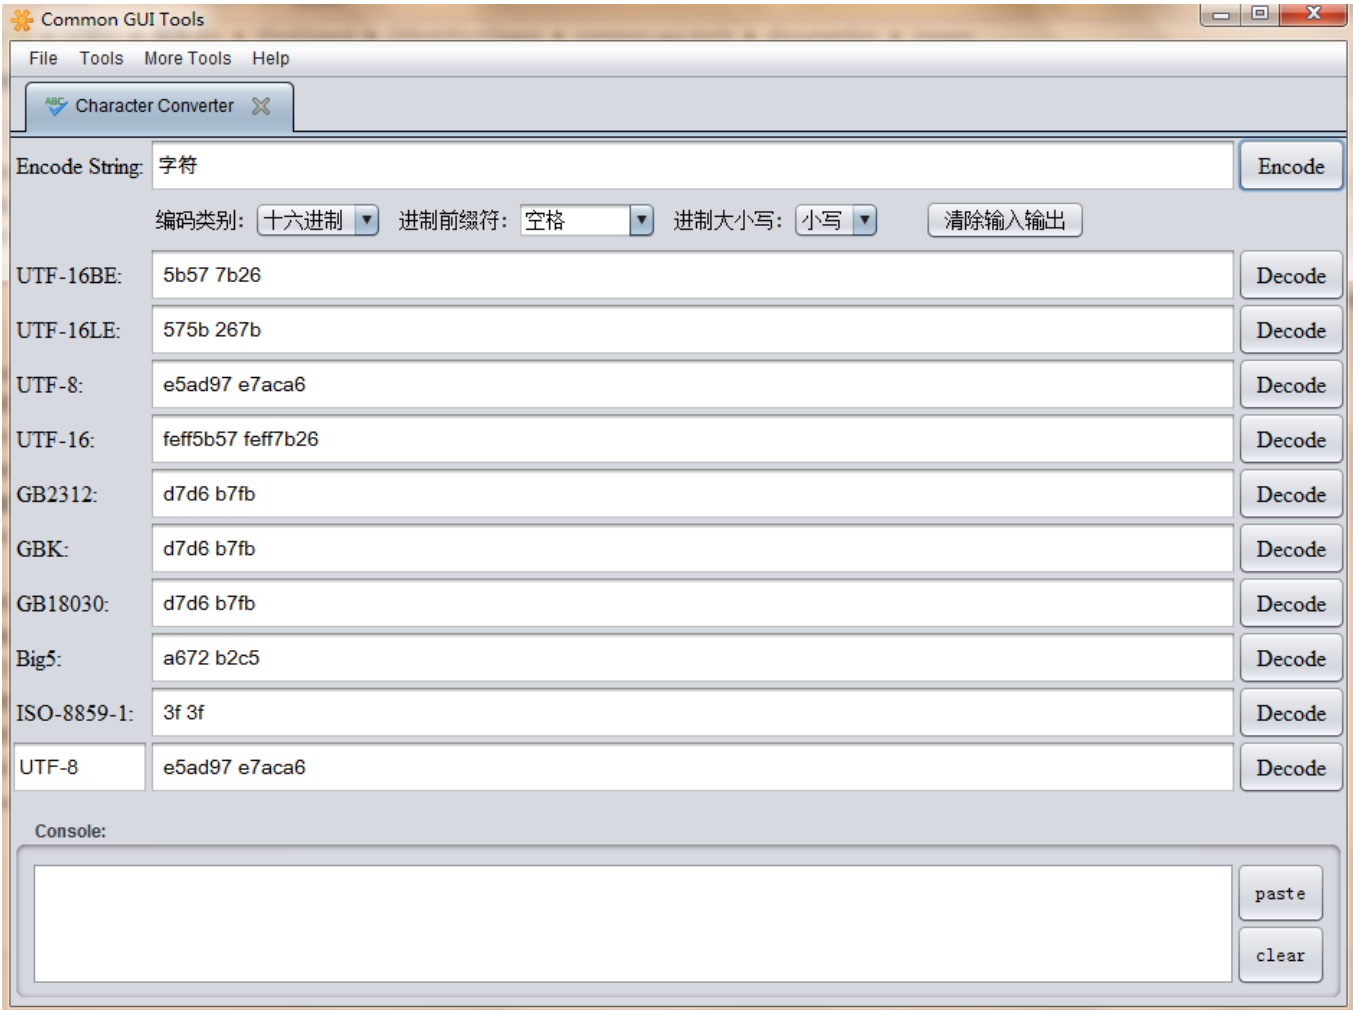 Common GUI Tools
File Tools More Tools Help
ABC Character Converter
Encode String: 字符 Encode
编码类别: 十六进制 进制前缀符: 空格 进制大小写: 小写 清除输入输出
UTF-16BE: 5b57 7b26 Decode
UTF-16LE: 575b 267b Decode
UTF-8: e5ad97 e7aca6 Decode
UTF-16: feff5b57 feff7b26 Decode
GB2312: d7d6 b7fb Decode
GBK: d7d6 b7fb Decode
GB18030: d7d6 b7fb Decode
Big5: a672 b2c5 Decode
ISO-8859-1: 3f 3f Decode
UTF-8 e5ad97 e7aca6 Decode
Console:
paste
clear